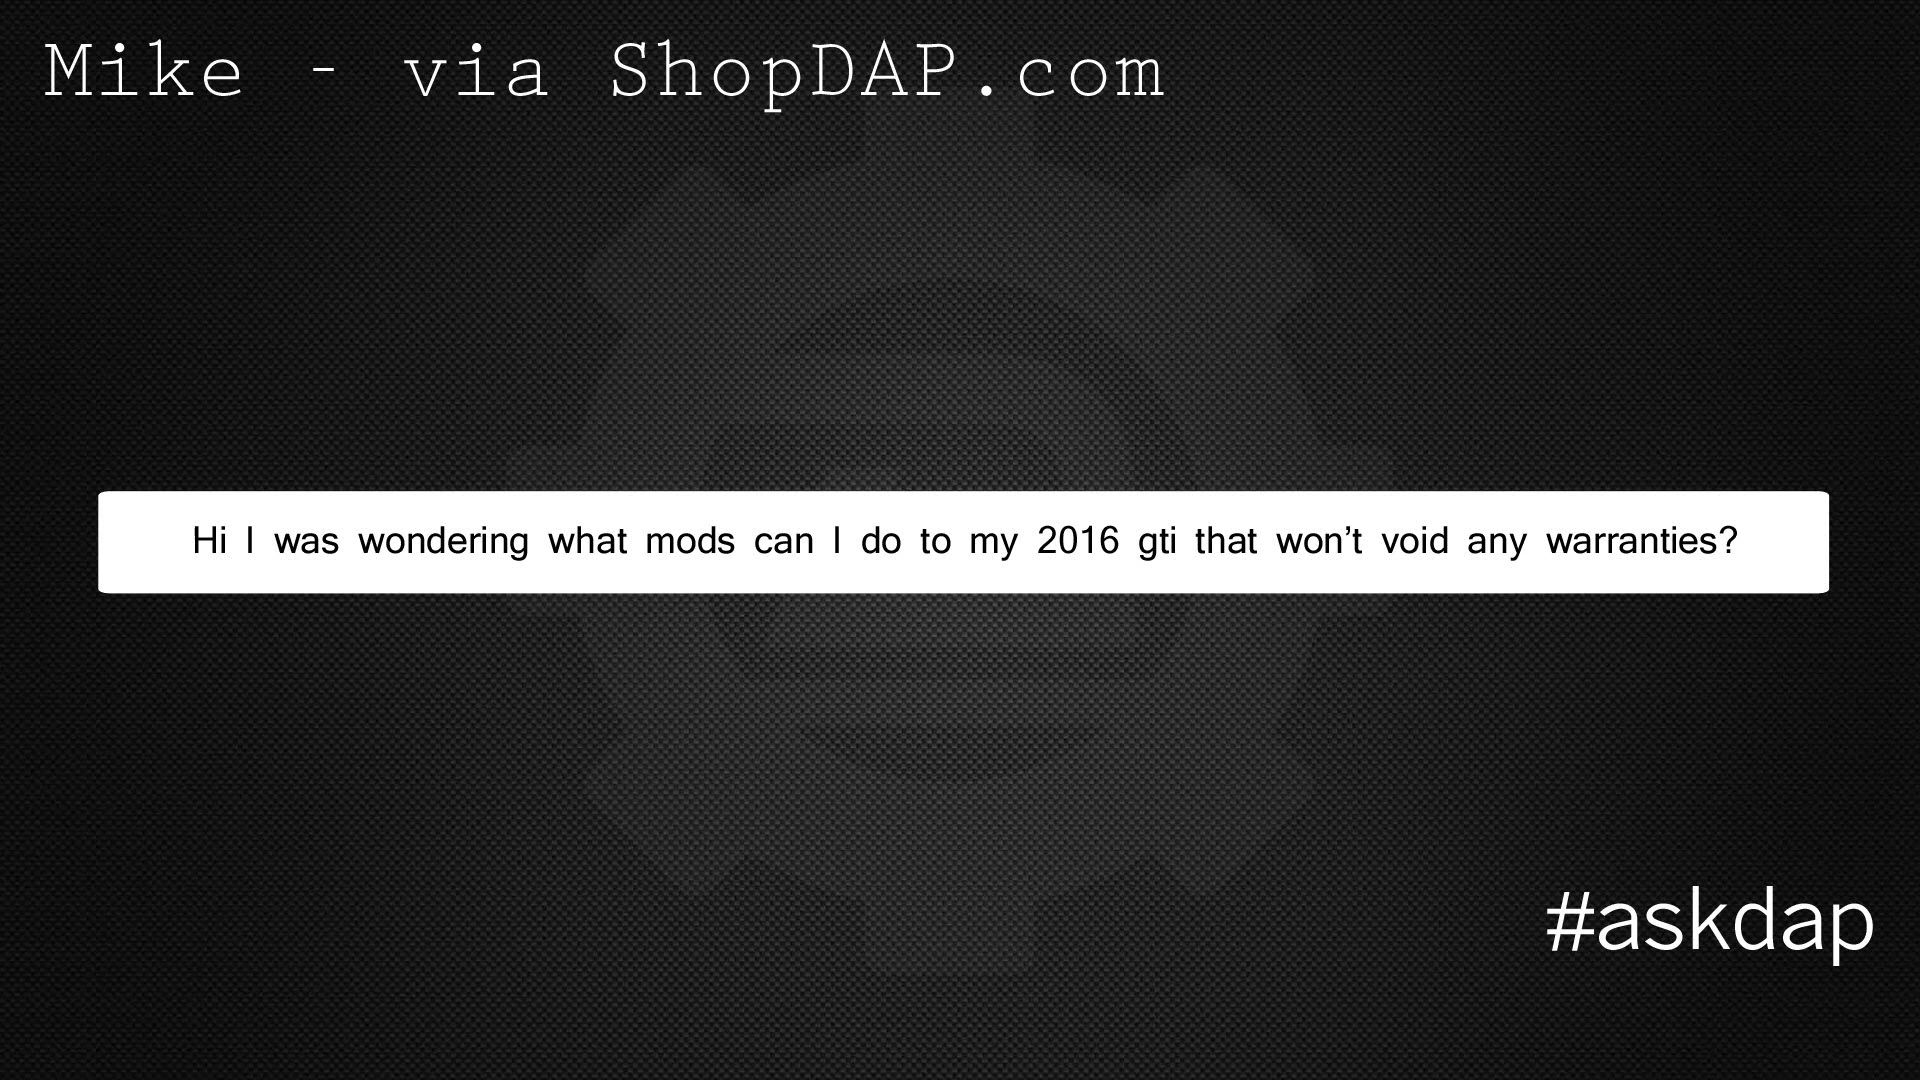 Mike - via ShopDAP.com
Hi I was wondering what mods can I do to my 2016 gti that won’t void any warranties?
#askdap